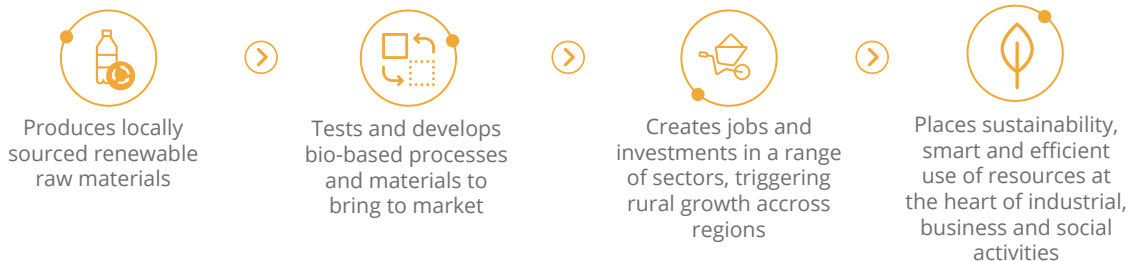 Produces locally
sourced renewable
raw materials
Tests and develops
bio-based processes
and materials to
bring to market
Creates jobs and
investments in a range
of sectors, triggering
rural growth accross
regions
Places sustainability,
smart and efficient
use of resources at
the heart of industrial,
business and social
activities